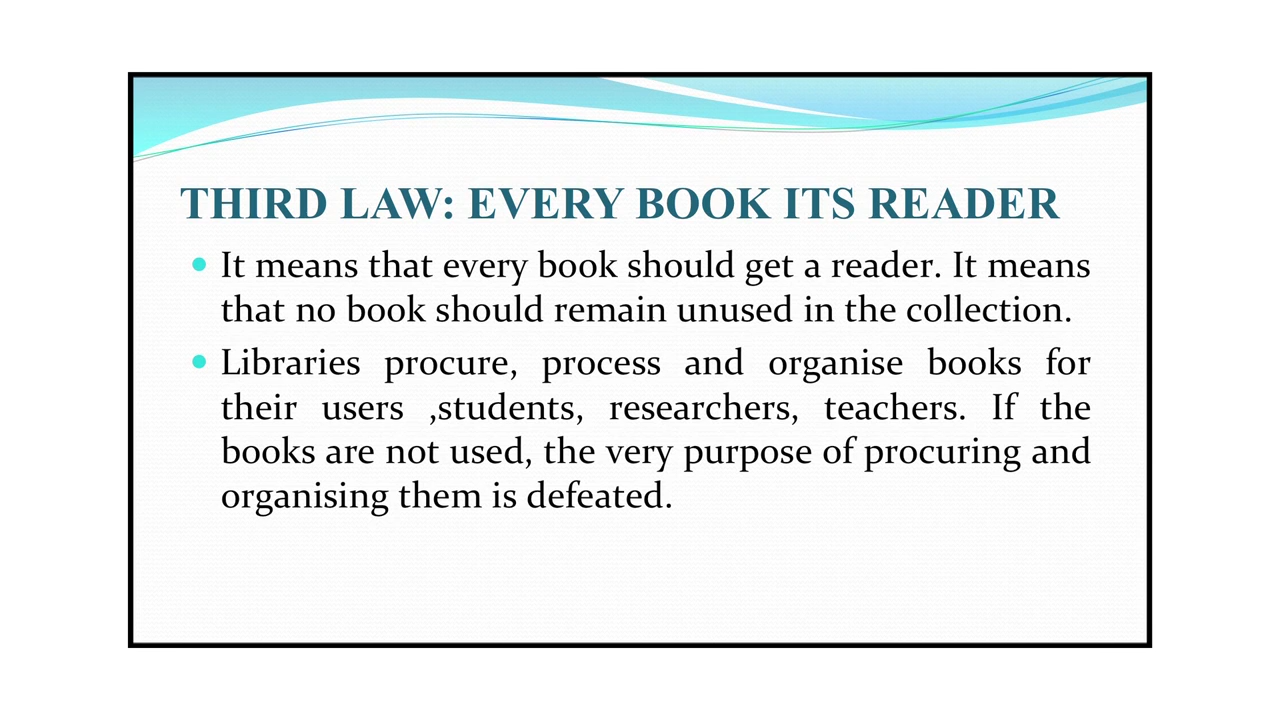 THIRD LAW: EVERY BOOK ITS READER
It means that every book should get a reader. It means
that no book should remain unused in the collection.
Libraries procure, process and organise books for
their users ,students, researchers, teachers. If the
books are not used, the very purpose of procuring and
organising them is defeated.